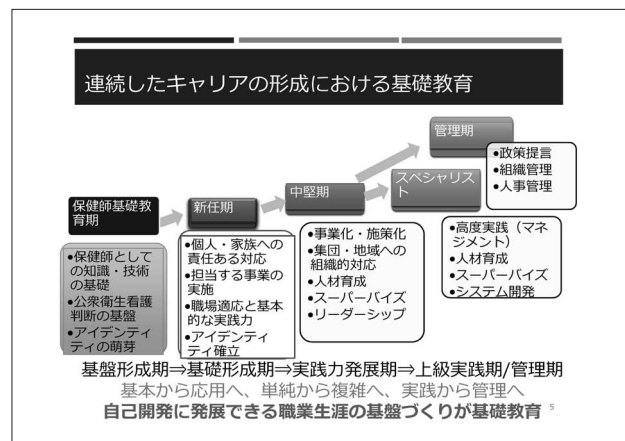 連続したキャリアの形成における基礎教育
管理期
●政策提言
●組織管理
●人事管理
スペシャリス
ト
中堅期
新任期
保健師基礎教
育期
●保健師とし
ての知識・技術
の基礎
●公衆衛生看護
判断の基盤
●アイデンティ
ティの萌芽
●個人・家族への
責任ある対応
●担当する事業の
実施
●職場適応と基本
的な実践力
●アイデンティ
ティ確立
●事業化・施策化
●集団・地域への
組織的対応
●人材育成
●スーパーバイズ
●リーダーシップ
●高度実践（マネ
ジメント）
●人材育成
●スーパーバイズ
●システム開発
基盤形成期⇒基礎形成期⇒実践力発展期⇒上級実践期/管理期
基本から応用へ、単純から複雑へ、実践から管理へ
自己開発に発展できる職業生涯の基盤づくりが基礎教育
5